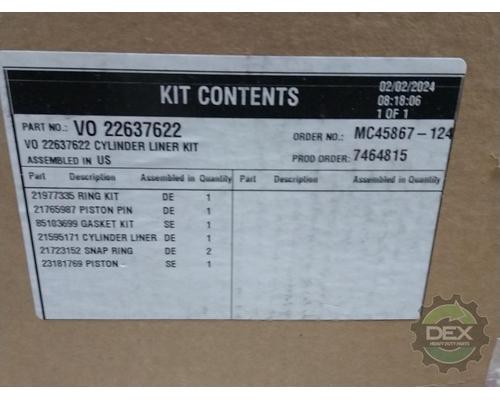 KIT CONTENTS
02/02/2024
08:18:06
1 OF 1
PART NO.: VO 22637622
ORDER NO.: MC45867-124
VO 22637622 CYLINDER LINER KIT
ASSEMBLED IN US
PROD ORDER: 7464815
Part Description Assembled in Quantity Part Description Assembled in Quantity
21977335 RING KIT DE 1
21765987 PISTON PIN DE 1
85103699 GASKET KIT SE 1
21595171 CYLINDER LINER DE 1
21723152 SNAP RING DE 2
23181769 PISTON SE 1
DEX
HEAVY DUTY PARTS